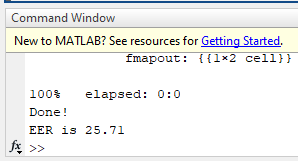 Command Window
New to MATLAB? See resources for Getting Started.
fmapout: {{1×2 cell}}
100%   elapsed: 0:0
Done!
EER is 25.71
fx >>